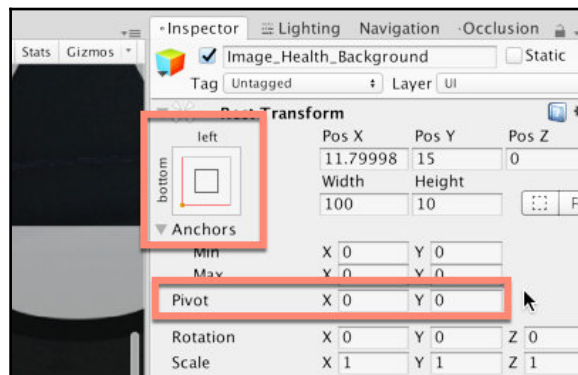 Inspector Lighting Navigation Occlusion
Stats Gizmos Image_Health_Background Static
Tag Untagged Layer UI
Rect Transform
left Pos X Pos Y Pos Z
bottom 11.79998 15 0
Width Height
100 10
Anchors
Min X 0 Y 0
Max X 0 Y 0
Pivot X 0 Y 0
Rotation X 0 Y 0 Z 0
Scale X 1 Y 1 Z 1